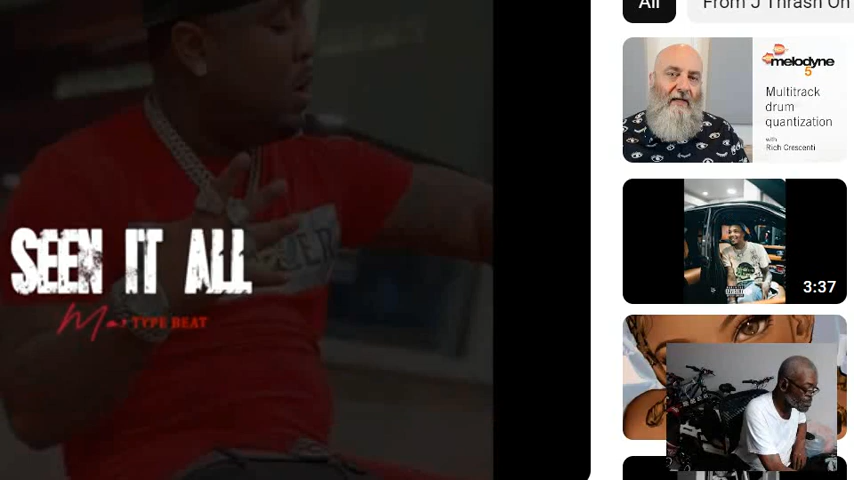 All
From J Thrash On
melodyne
5
Multitrack
drum
quantization
with
Rich Crescenti
SEEN IT ALL
TYPE BEAT
3:37